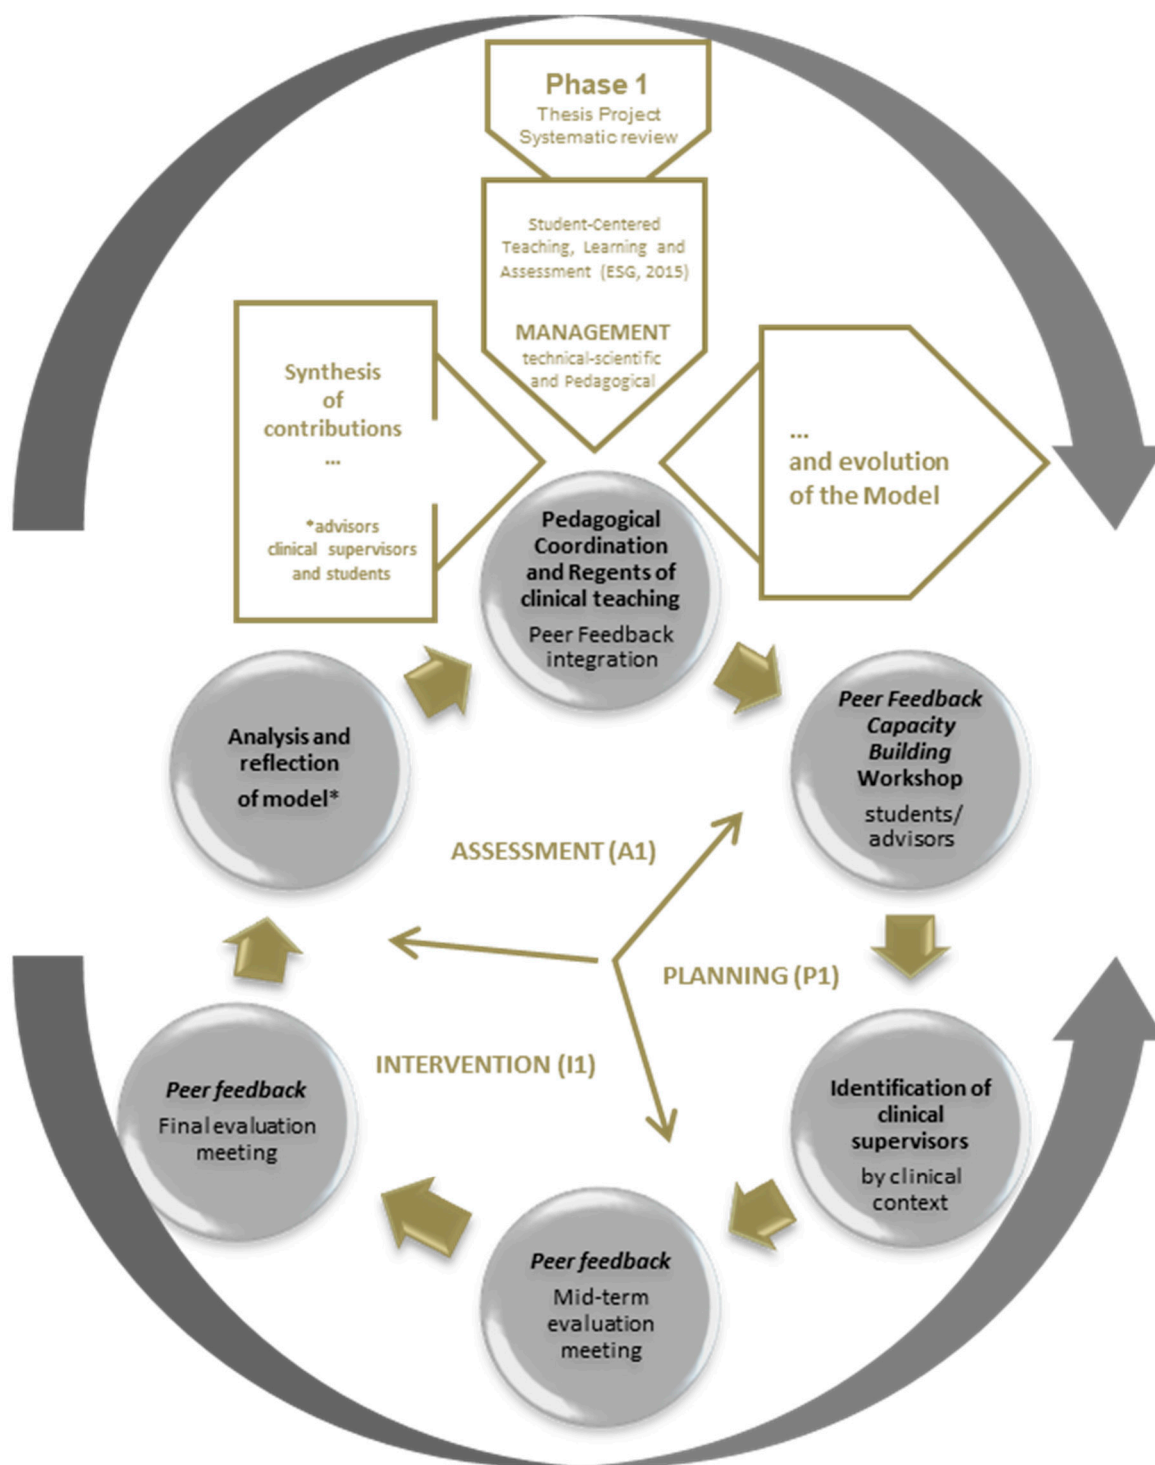 Phase 1
Thesis Project
Systematic review
Student-Centered
Teaching, Learning and
Assessment (ESG, 2015)
MANAGEMENT
technical-scientific
and Pedagogical
Synthesis
of
contributions
...
*advisors
clinical supervisors
and students
...
and evolution
of the Model
Pedagogical
Coordination
and Regents of
clinical teaching
Peer Feedback
integration
Peer Feedback
Capacity
Building
Workshop
students/
advisors
Analysis and
reflection
of model*
ASSESSMENT (A1)
PLANNING (P1)
INTERVENTION (I1)
Identification of
clinical
supervisors
by clinical
context
Peer feedback
Final evaluation
meeting
Peer feedback
Mid-term
evaluation
meeting